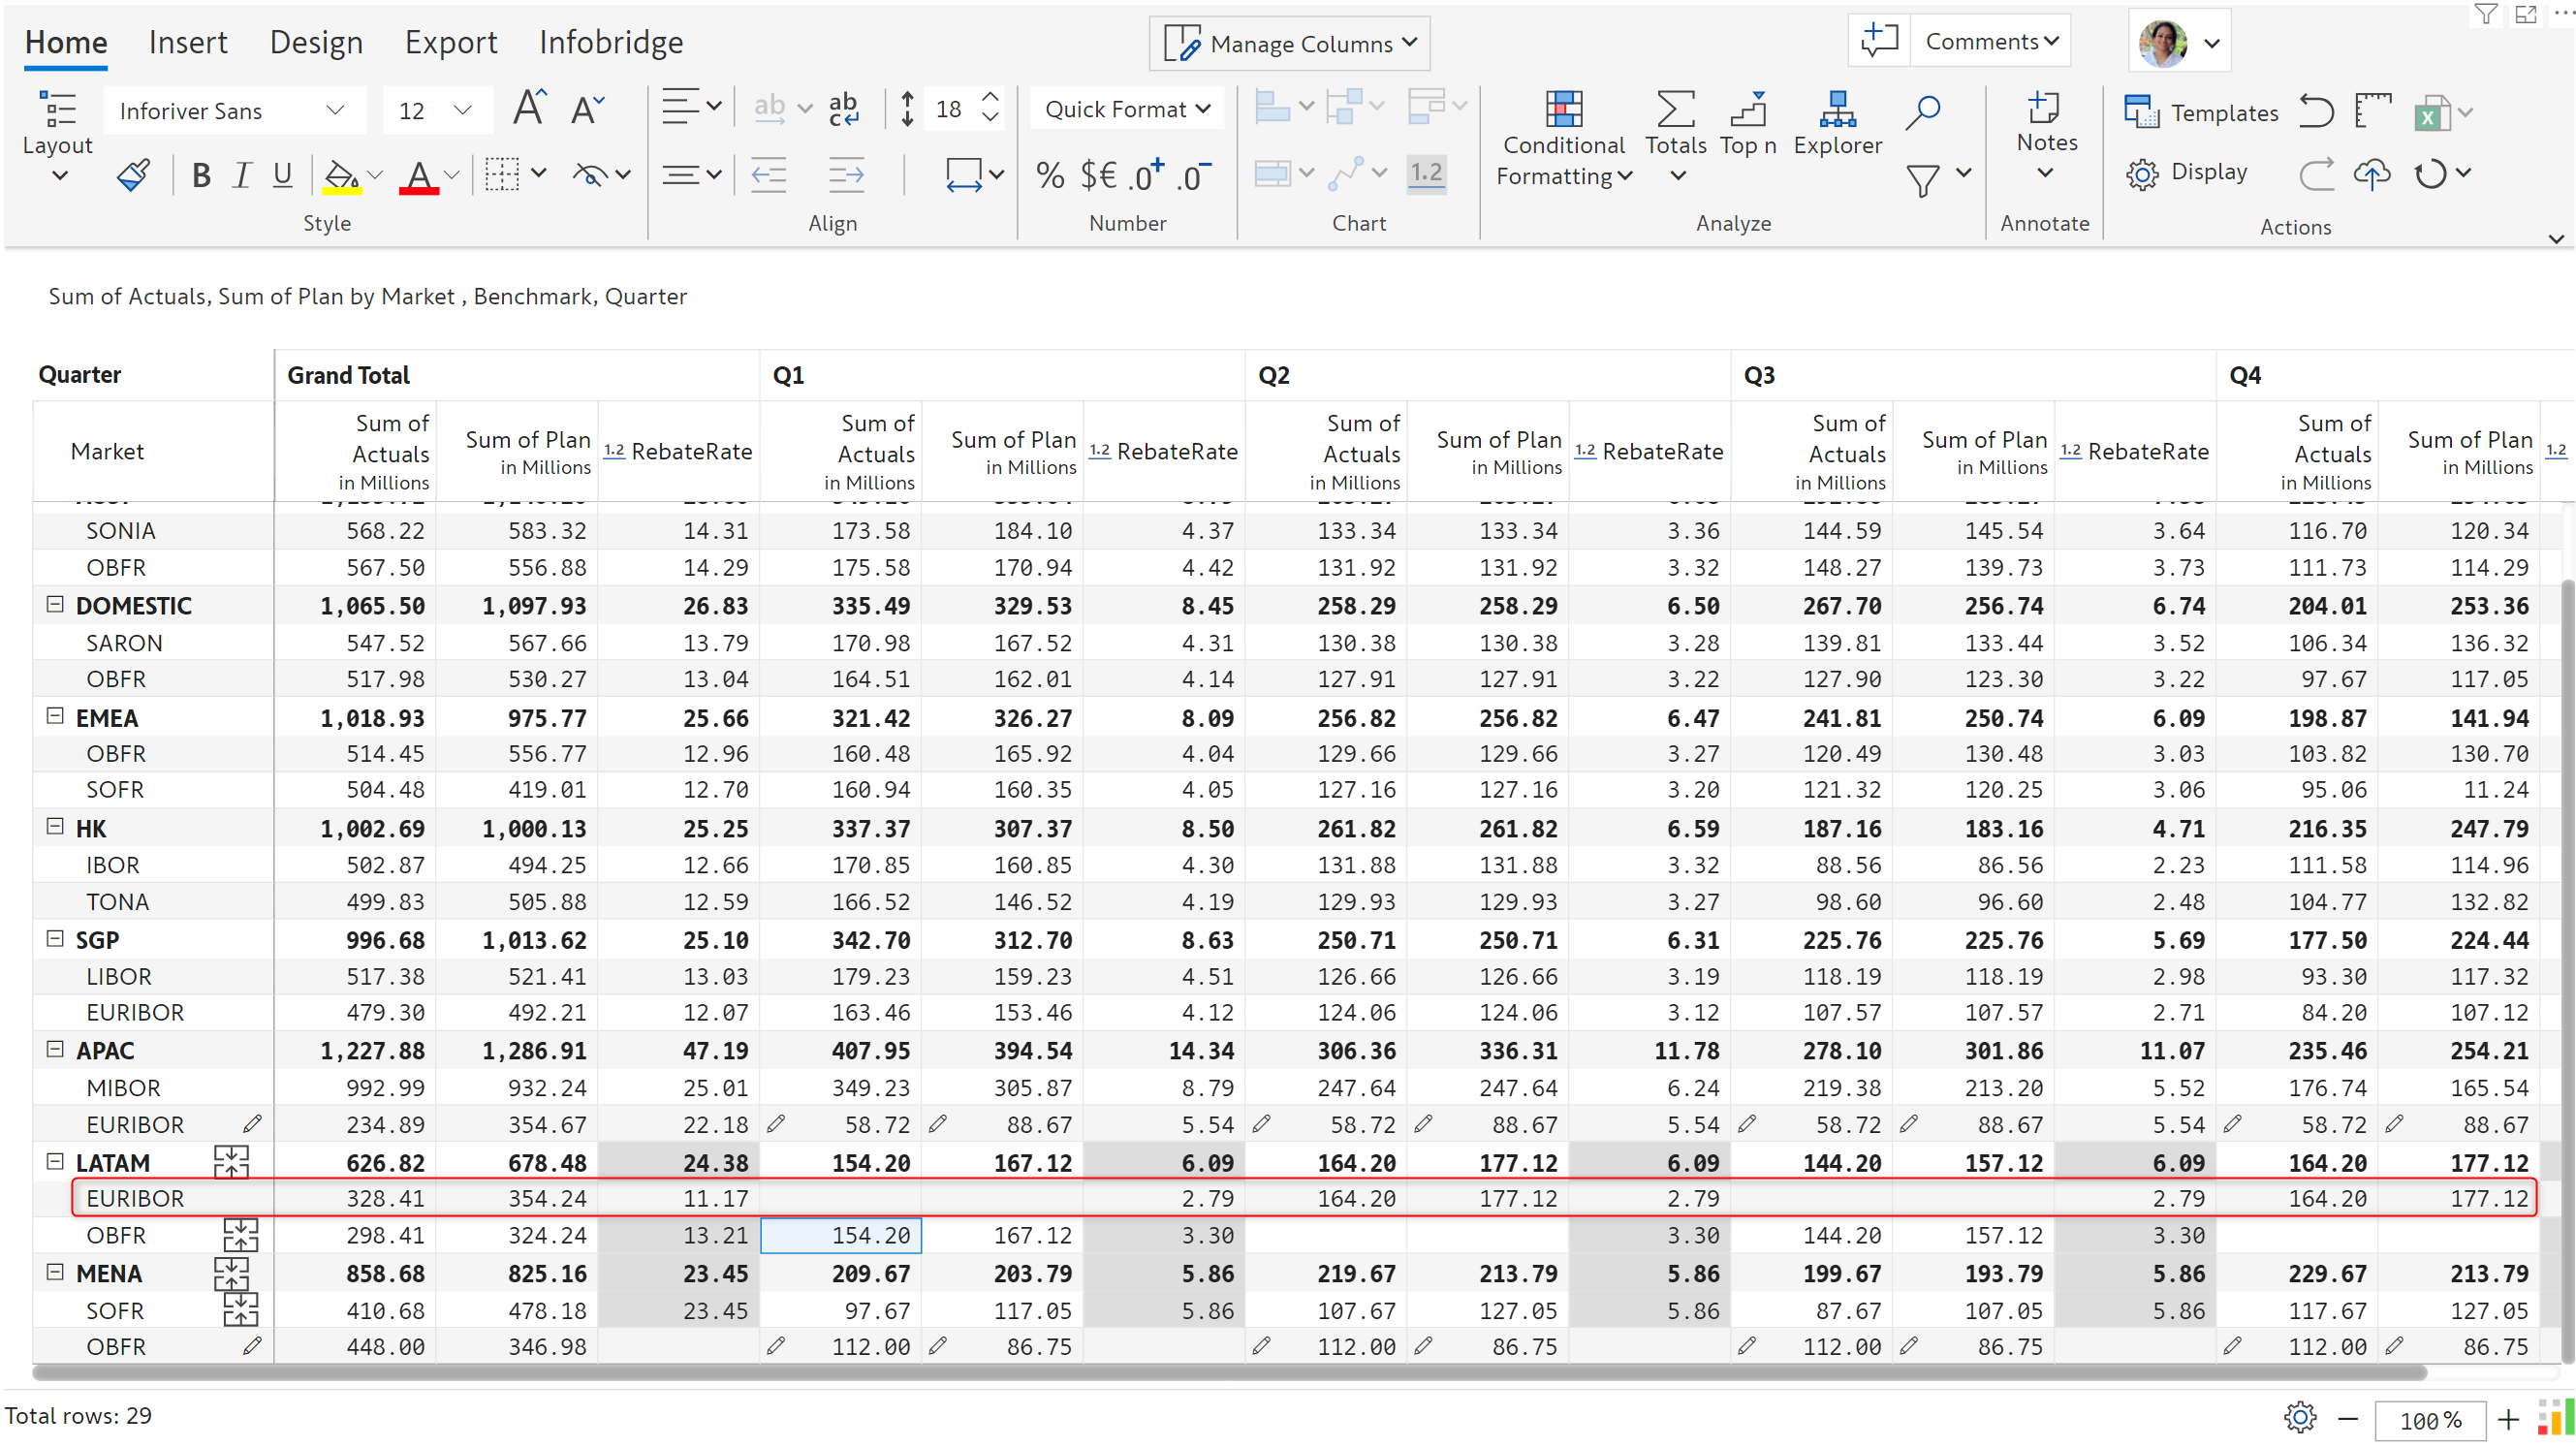 Home Insert Design Export Infobridge Manage Columns Comments
Layout Inforiver Sans 12 A A ab ab c 18 Quick Format Conditional Formatting Totals Top n Explorer Notes Templates
B I U A % $€ .0+ .0- 1.2 Display
Style Align Number Chart Analyze Annotate Actions
Sum of Actuals, Sum of Plan by Market , Benchmark, Quarter
Quarter Grand Total Q1 Q2 Q3 Q4
Market Sum of Actuals in Millions Sum of Plan in Millions 1.2 RebateRate Sum of Actuals in Millions Sum of Plan in Millions 1.2 RebateRate Sum of Actuals in Millions Sum of Plan in Millions 1.2 RebateRate Sum of Actuals in Millions Sum of Plan in Millions 1.2 RebateRate Sum of Actuals in Millions Sum of Plan in Millions 1.2
SONIA 568.22 583.32 14.31 173.58 184.10 4.37 133.34 133.34 3.36 144.59 145.54 3.64 116.70 120.34
OBFR 567.50 556.88 14.29 175.58 170.94 4.42 131.92 131.92 3.32 148.27 139.73 3.73 111.73 114.29
DOMESTIC 1,065.50 1,097.93 26.83 335.49 329.53 8.45 258.29 258.29 6.50 267.70 256.74 6.74 204.01 253.36
SARON 547.52 567.66 13.79 170.98 167.52 4.31 130.38 130.38 3.28 139.81 133.44 3.52 106.34 136.32
OBFR 517.98 530.27 13.04 164.51 162.01 4.14 127.91 127.91 3.22 127.90 123.30 3.22 97.67 117.05
EMEA 1,018.93 975.77 25.66 321.42 326.27 8.09 256.82 256.82 6.47 241.81 250.74 6.09 198.87 141.94
OBFR 514.45 556.77 12.96 160.48 165.92 4.04 129.66 129.66 3.27 120.49 130.48 3.03 103.82 130.70
SOFR 504.48 419.01 12.70 160.94 160.35 4.05 127.16 127.16 3.20 121.32 120.25 3.06 95.06 11.24
HK 1,002.69 1,000.13 25.25 337.37 307.37 8.50 261.82 261.82 6.59 187.16 183.16 4.71 216.35 247.79
IBOR 502.87 494.25 12.66 170.85 160.85 4.30 131.88 131.88 3.32 88.56 86.56 2.23 111.58 114.96
TONA 499.83 505.88 12.59 166.52 146.52 4.19 129.93 129.93 3.27 98.60 96.60 2.48 104.77 132.82
SGP 996.68 1,013.62 25.10 342.70 312.70 8.63 250.71 250.71 6.31 225.76 225.76 5.69 177.50 224.44
LIBOR 517.38 521.41 13.03 179.23 159.23 4.51 126.66 126.66 3.19 118.19 118.19 2.98 93.30 117.32
EURIBOR 479.30 492.21 12.07 163.46 153.46 4.12 124.06 124.06 3.12 107.57 107.57 2.71 84.20 107.12
APAC 1,227.88 1,286.91 47.19 407.95 394.54 14.34 306.36 336.31 11.78 278.10 301.86 11.07 235.46 254.21
MIBOR 992.99 932.24 25.01 349.23 305.87 8.79 247.64 247.64 6.24 219.38 213.20 5.52 176.74 165.54
EURIBOR 234.89 354.67 22.18 58.72 88.67 5.54 58.72 88.67 5.54 58.72 88.67 5.54 58.72 88.67
LATAM 626.82 678.48 24.38 154.20 167.12 6.09 164.20 177.12 6.09 144.20 157.12 6.09 164.20 177.12
EURIBOR 328.41 354.24 11.17 2.79 164.20 177.12 2.79 2.79 164.20 177.12
OBFR 298.41 324.24 13.21 154.20 167.12 3.30 3.30 144.20 157.12 3.30
MENA 858.68 825.16 23.45 209.67 203.79 5.86 219.67 213.79 5.86 199.67 193.79 5.86 229.67 213.79
SOFR 410.68 478.18 23.45 97.67 117.05 5.86 107.67 127.05 5.86 87.67 107.05 5.86 117.67 127.05
OBFR 448.00 346.98 112.00 86.75 112.00 86.75 112.00 86.75 112.00 86.75
Total rows: 29 100 %